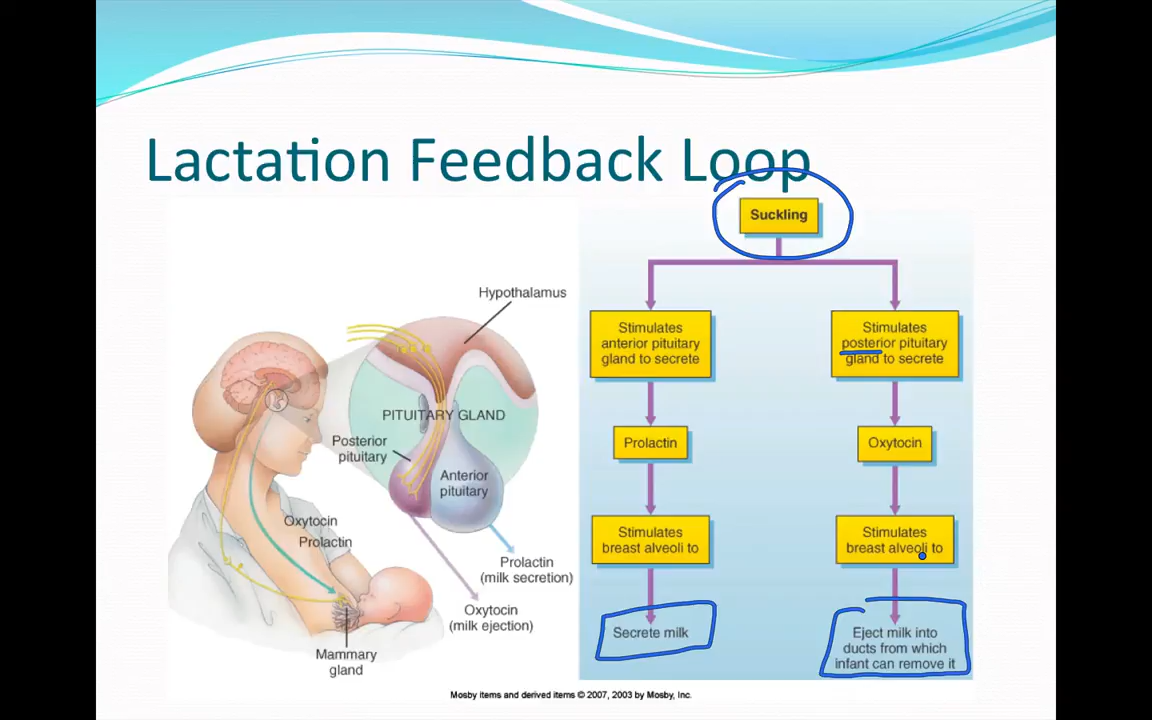 Lactation Feedback Loop
Hypothalamus
PITUITARY GLAND
Posterior
pituitary
Anterior
pituitary
Oxytocin
Prolactin
Prolactin
(milk secretion)
Oxytocin
(milk ejection)
Mammary
gland
Suckling
Stimulates
anterior pituitary
gland to secrete
Prolactin
Stimulates
breast alveoli to
Secrete milk
Stimulates
posterior pituitary
gland to secrete
Oxytocin
Stimulates
breast alveoli to
Eject milk into
ducts from which
infant can remove it
Mosby items and derived items © 2007, 2003 by Mosby, Inc.